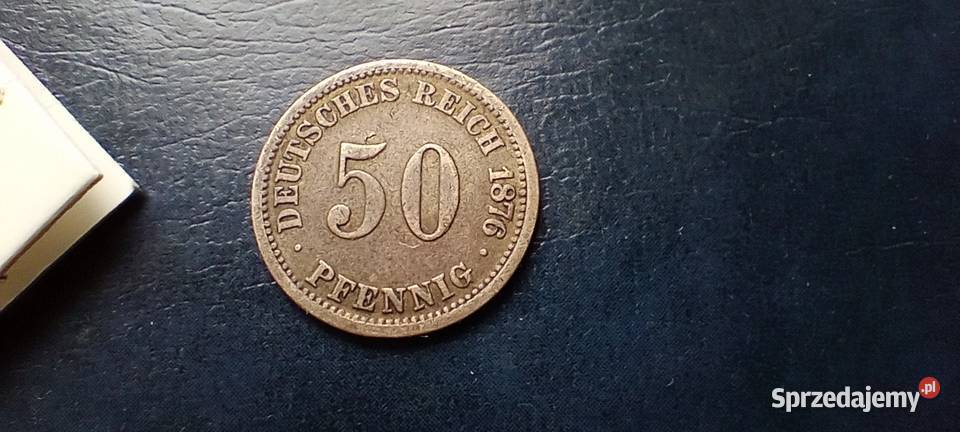 · DEUTSCHES REICH 1876 ·
50
PFENNIG
Sprzedajemy.pl